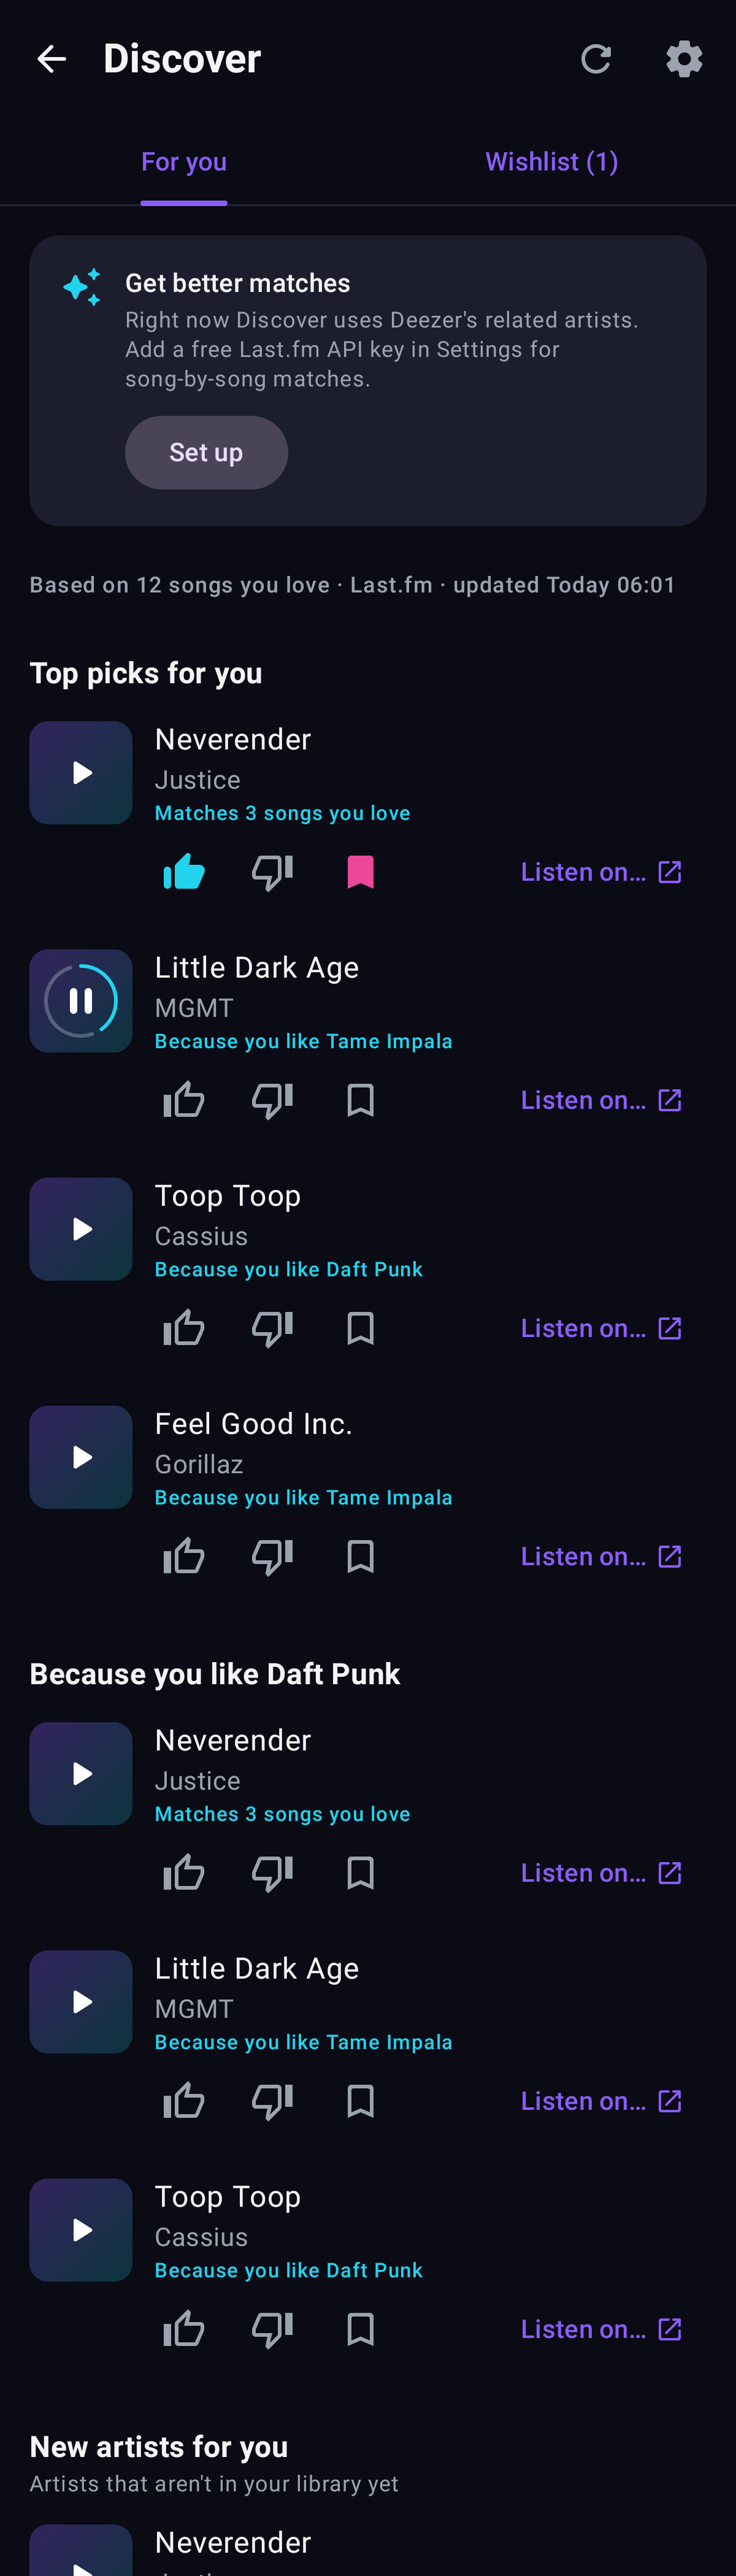 Discover
For you
Wishlist (1)
Get better matches
Right now Discover uses Deezer's related artists.
Add a free Last.fm API key in Settings for
song-by-song matches.
Set up
Based on 12 songs you love · Last.fm · updated Today 06:01
Top picks for you
Neverender
Justice
Matches 3 songs you love
Listen on...
Little Dark Age
MGMT
Because you like Tame Impala
Listen on...
Toop Toop
Cassius
Because you like Daft Punk
Listen on...
Feel Good Inc.
Gorillaz
Because you like Tame Impala
Listen on...
Because you like Daft Punk
Neverender
Justice
Matches 3 songs you love
Listen on...
Little Dark Age
MGMT
Because you like Tame Impala
Listen on...
Toop Toop
Cassius
Because you like Daft Punk
Listen on...
New artists for you
Artists that aren't in your library yet
Neverender